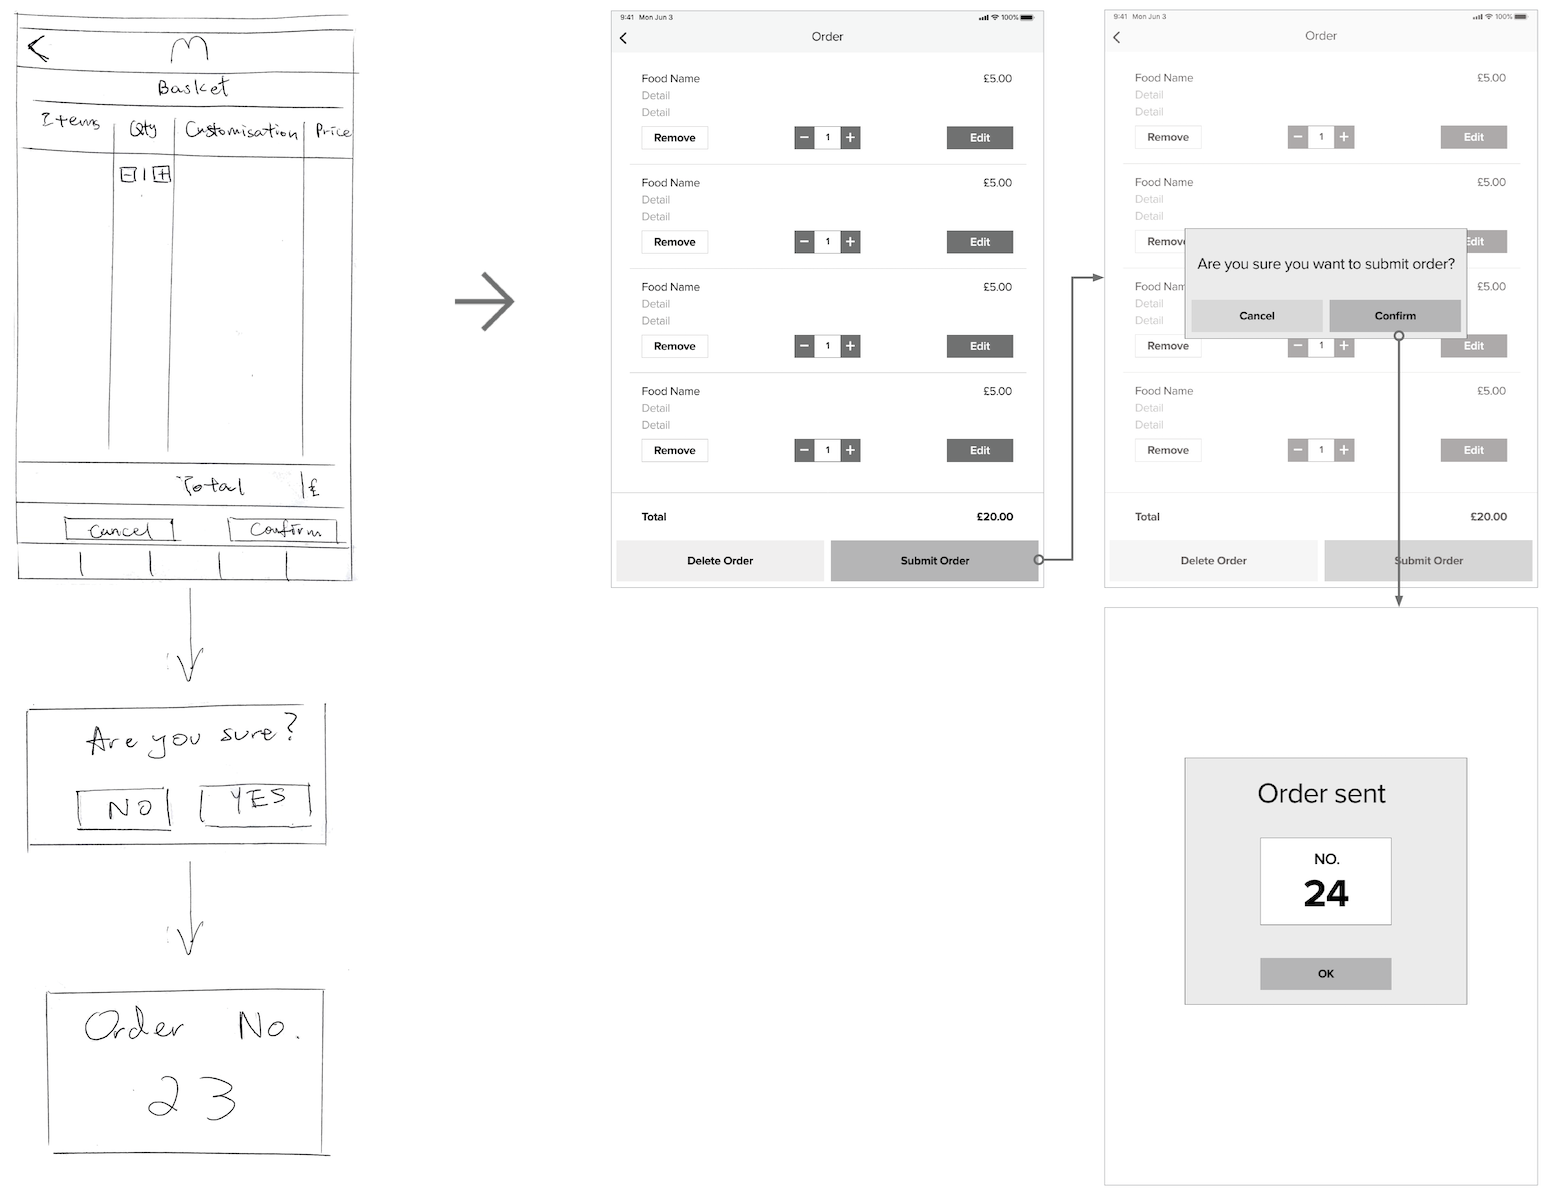 M
Basket
Items Qty Customisation Price
- 1 +
Total £
Cancel Confirm
Are you sure?
NO YES
Order No.
23
9:41 Mon Jun 3 100%
Order
Food Name £5.00
Detail
Detail
Remove - 1 + Edit
Food Name £5.00
Detail
Detail
Remove - 1 + Edit
Food Name £5.00
Detail
Detail
Remove - 1 + Edit
Food Name £5.00
Detail
Detail
Remove - 1 + Edit
Total £20.00
Delete Order Submit Order
9:41 Mon Jun 3 100%
Order
Food Name £5.00
Detail
Detail
Remove - 1 + Edit
Food Name £5.00
Detail
Detail
Remov Edit
Are you sure you want to submit order?
Cancel Confirm
Food Nam £5.00
Detail
Detail
Remove - 1 + Edit
Food Name £5.00
Detail
Detail
Remove - 1 + Edit
Total £20.00
Delete Order Submit Order
Order sent
NO.
24
OK